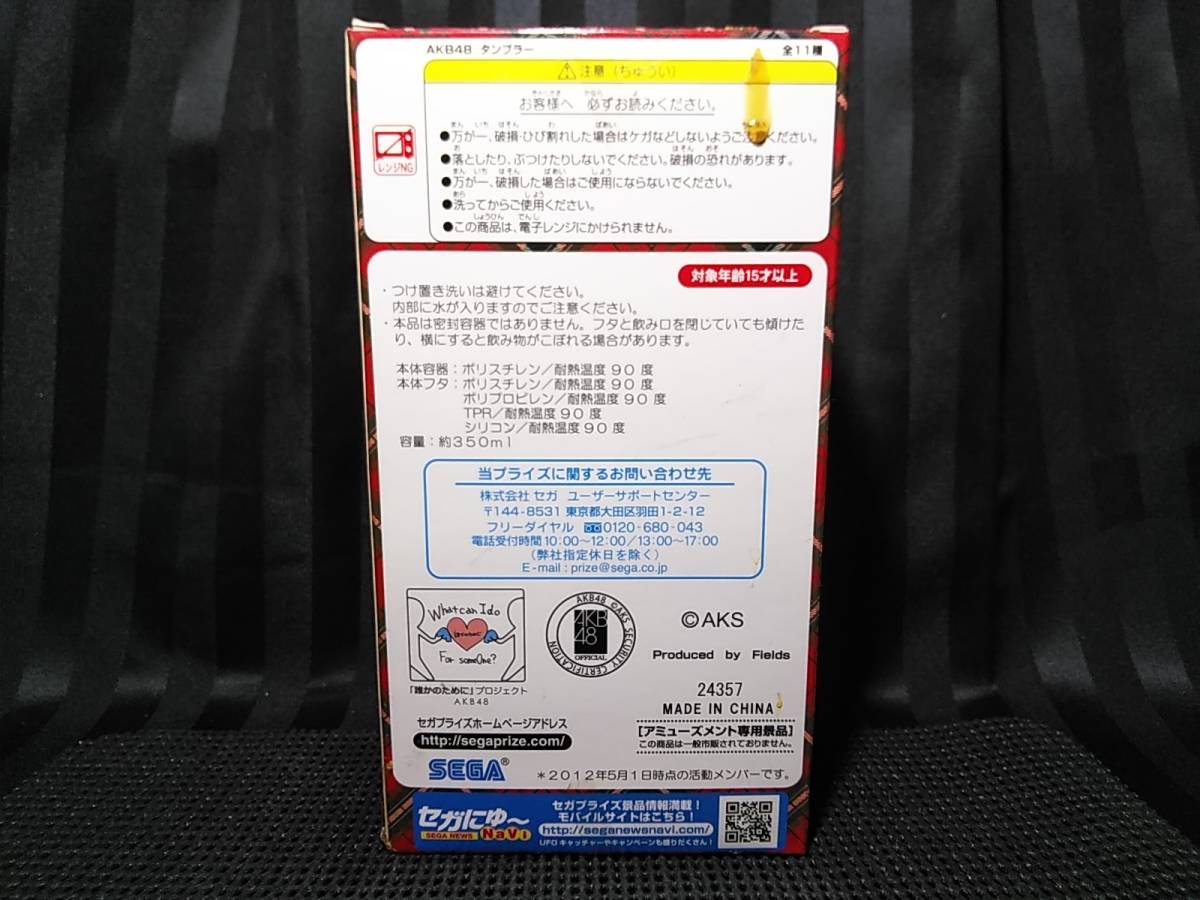 AKB48 タンブラー
全11種
⚠注意（ちゅうい）
お客様へ 必ずお読みください。
●万が一、破損・ひび割れした場合はケガなどしないようご注意ください。
●落としたり、ぶつけたりしないでください。破損の恐れがあります。
●万が一、破損した場合はご使用にならないでください。
●洗ってからご使用ください。
●この商品は、電子レンジにかけられません。
レンジNG
対象年齢15才以上
・つけ置き洗いは避けてください。
内部に水が入りますのでご注意ください。
・本品は密封容器ではありません。フタと飲み口を閉じていても傾けた
り、横にすると飲み物がこぼれる場合があります。
本体容器：ポリスチレン／耐熱温度９０度
本体フタ：ポリスチレン／耐熱温度９０度
ポリプロピレン／耐熱温度９０度
TPR／耐熱温度９０度
シリコン／耐熱温度９０度
容量：約350ml
当プライズに関するお問い合わせ先
株式会社 セガ ユーザーサポートセンター
〒144-8531 東京都大田区羽田1-2-12
フリーダイヤル 0120-680-043
電話受付時間 10:00～12:00／13:00～17:00
（弊社指定休日を除く）
E-mail : prize@sega.co.jp
What can I do
For someOne?
「誰かのために」プロジェクト
AKB48
AKB48 ©AKS SECURITY CERTIFICATION
AKB
48
OFFICIAL
©AKS
Produced by Fields
24357
MADE IN CHINA
セガプライズホームページアドレス
http://segaprize.com/
[アミューズメント専用景品]
この商品は一般市販されておりません。
SEGA®
＊2012年5月1日時点の活動メンバーです。
セガにゅ～
SEGA NEWS NaVi
セガプライズ景品情報満載！
モバイルサイトはこちら！
http://seganewsnavi.com/
UFOキャッチャーやキャンペーンも盛りだくさん！